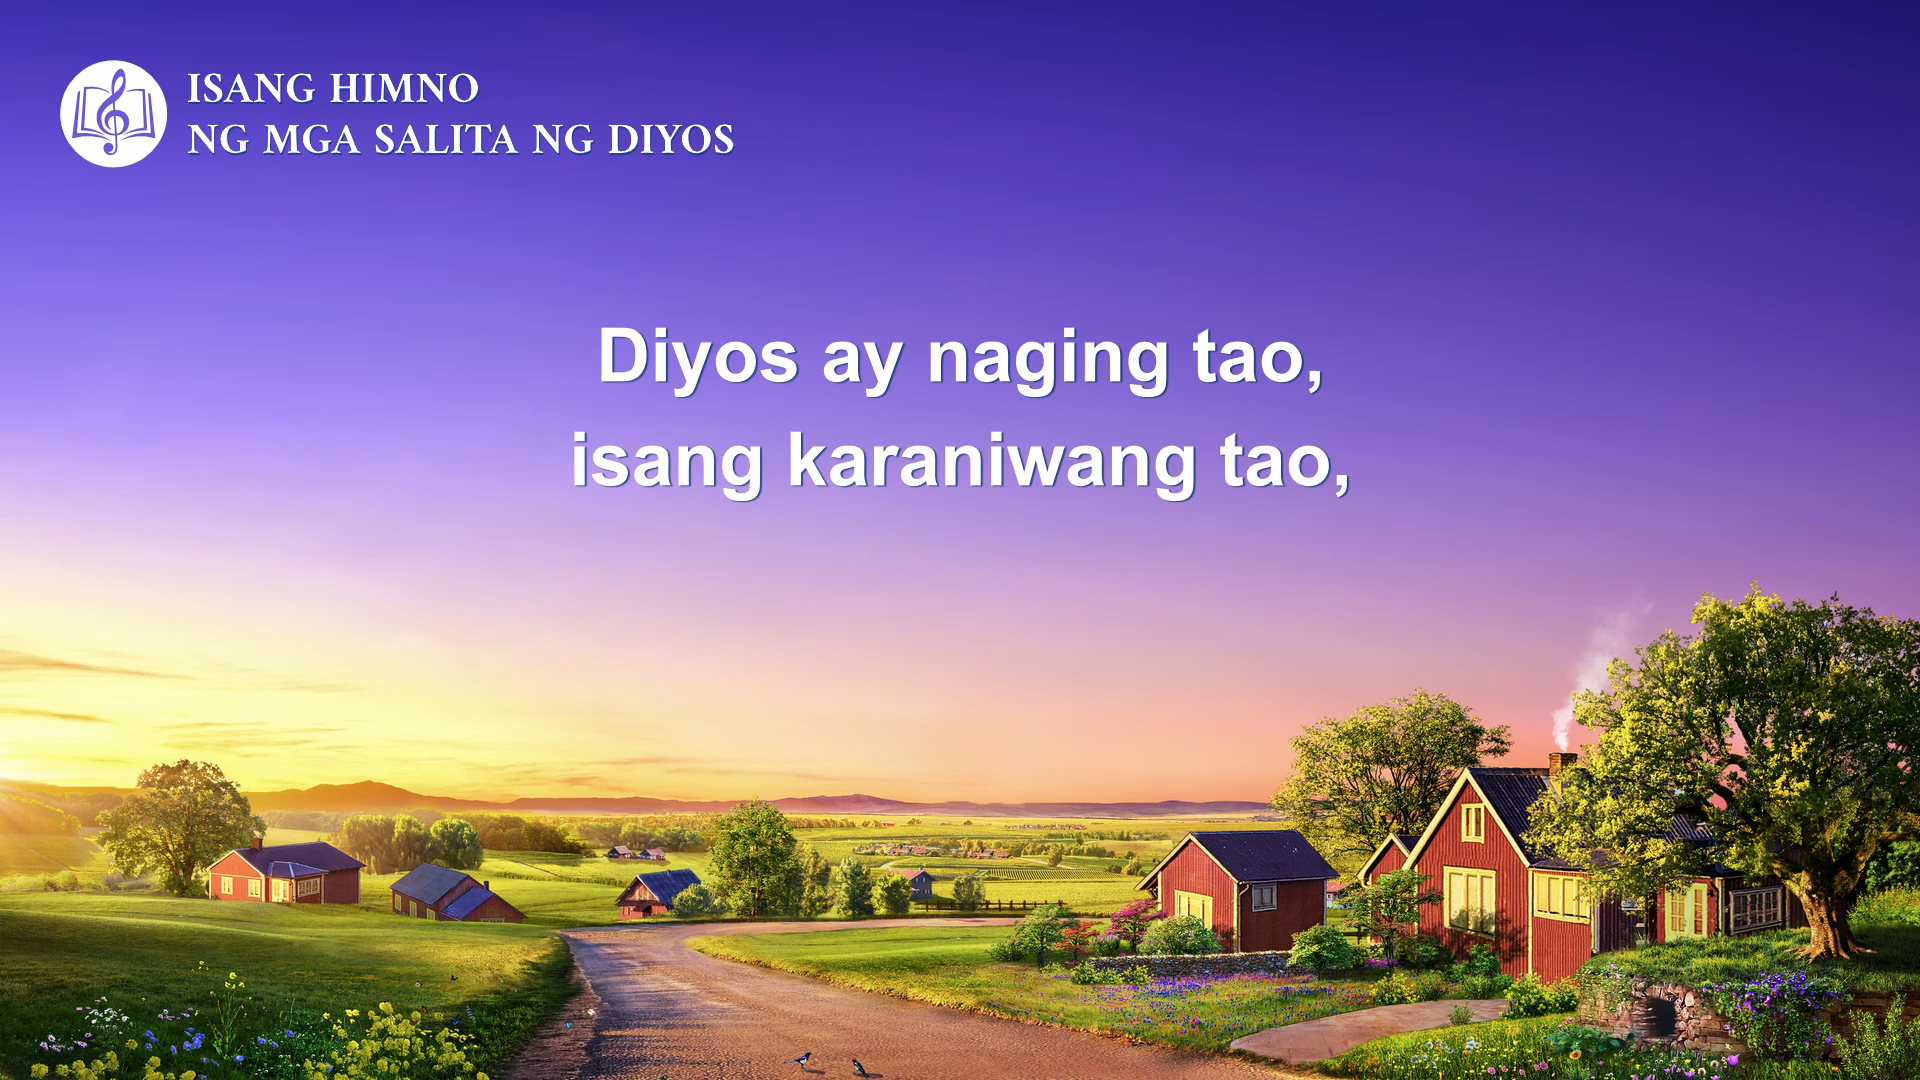 ISANG HIMNO
NG MGA SALITA NG DIYOS
Diyos ay naging tao,
isang karaniwang tao,